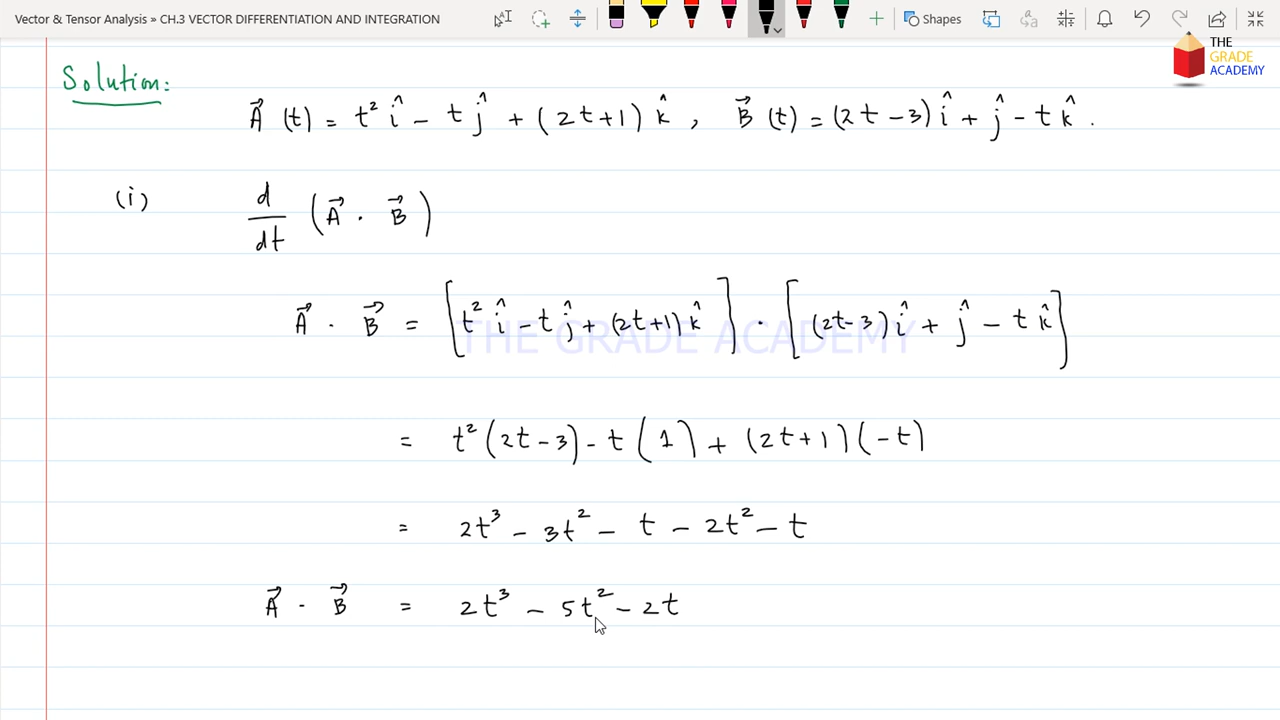 Vector & Tensor Analysis » CH.3 VECTOR DIFFERENTIATION AND INTEGRATION
Shapes
THE
GRADE
ACADEMY
Solution:
A⃗ (t) = t² î − t ĵ + (2t+1) k̂ , B⃗ (t) = (2t−3) î + ĵ − t k̂ .
(i) d/dt (A⃗ . B⃗)
A⃗ . B⃗ = [t² î − t ĵ + (2t+1) k̂] . [(2t−3) î + ĵ − t k̂]
THE GRADE ACADEMY
= t² (2t−3) − t (1) + (2t+1) (−t)
= 2t³ − 3t² − t − 2t² − t
A⃗ . B⃗ = 2t³ − 5t² − 2t